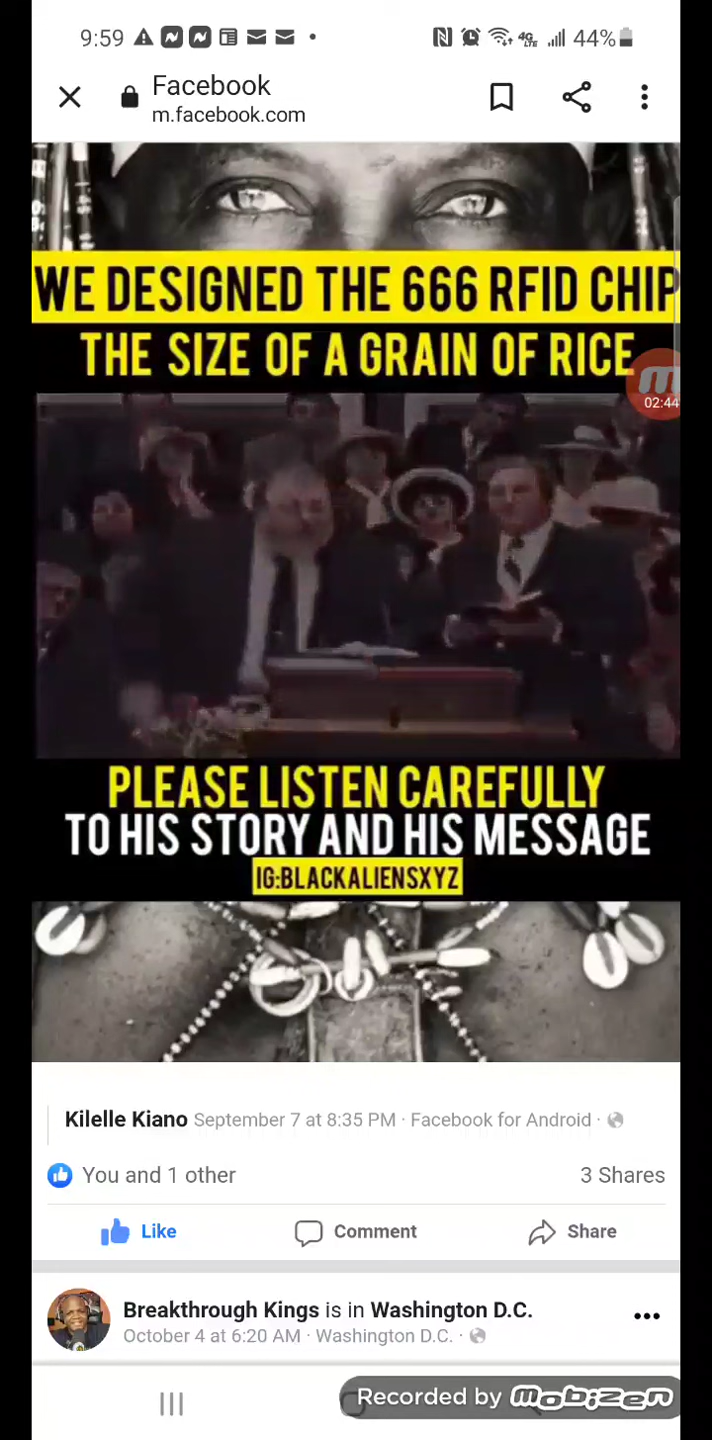 9:59
4G
LTE
44%
Facebook
m.facebook.com
WE DESIGNED THE 666 RFID CHIP
THE SIZE OF A GRAIN OF RICE
02:44
PLEASE LISTEN CAREFULLY
TO HIS STORY AND HIS MESSAGE
IG:BLACKALIENSXYZ
Kilelle Kiano September 7 at 8:35 PM · Facebook for Android ·
You and 1 other 3 Shares
Like Comment Share
Breakthrough Kings is in Washington D.C.
October 4 at 6:20 AM · Washington D.C. ·
Recorded by mobizen